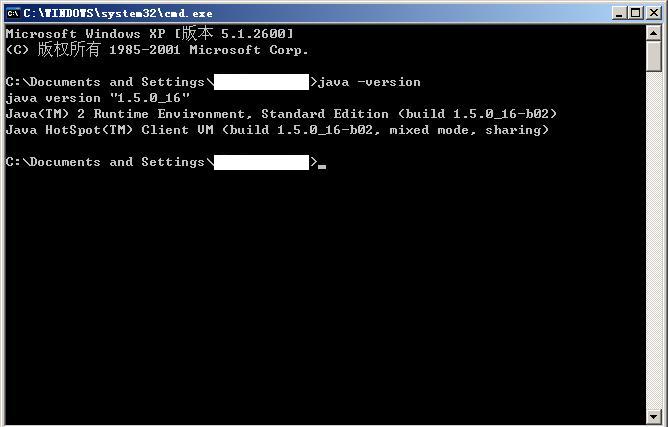 C:\WINDOWS\system32\cmd.exe
Microsoft Windows XP [版本 5.1.2600]
(C) 版权所有 1985-2001 Microsoft Corp.
C:\Documents and Settings\ >java -version
java version "1.5.0_16"
Java(TM) 2 Runtime Environment, Standard Edition (build 1.5.0_16-b02)
Java HotSpot(TM) Client VM (build 1.5.0_16-b02, mixed mode, sharing)
C:\Documents and Settings\ >_